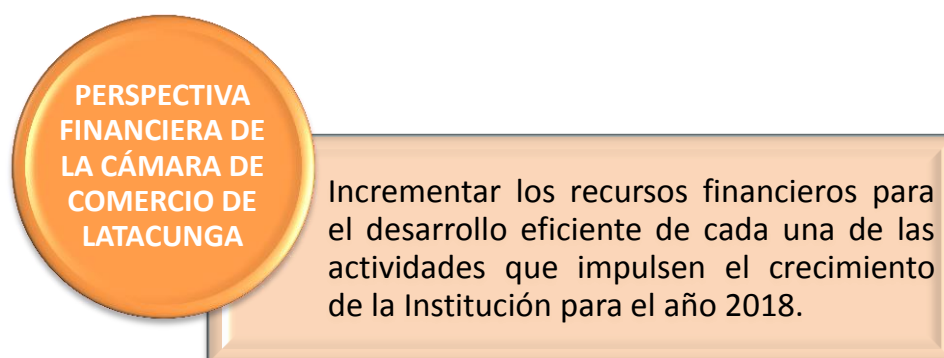 PERSPECTIVA
FINANCIERA DE
LA CÁMARA DE
COMERCIO DE
LATACUNGA
Incrementar los recursos financieros para
el desarrollo eficiente de cada una de las
actividades que impulsen el crecimiento
de la Institución para el año 2018.